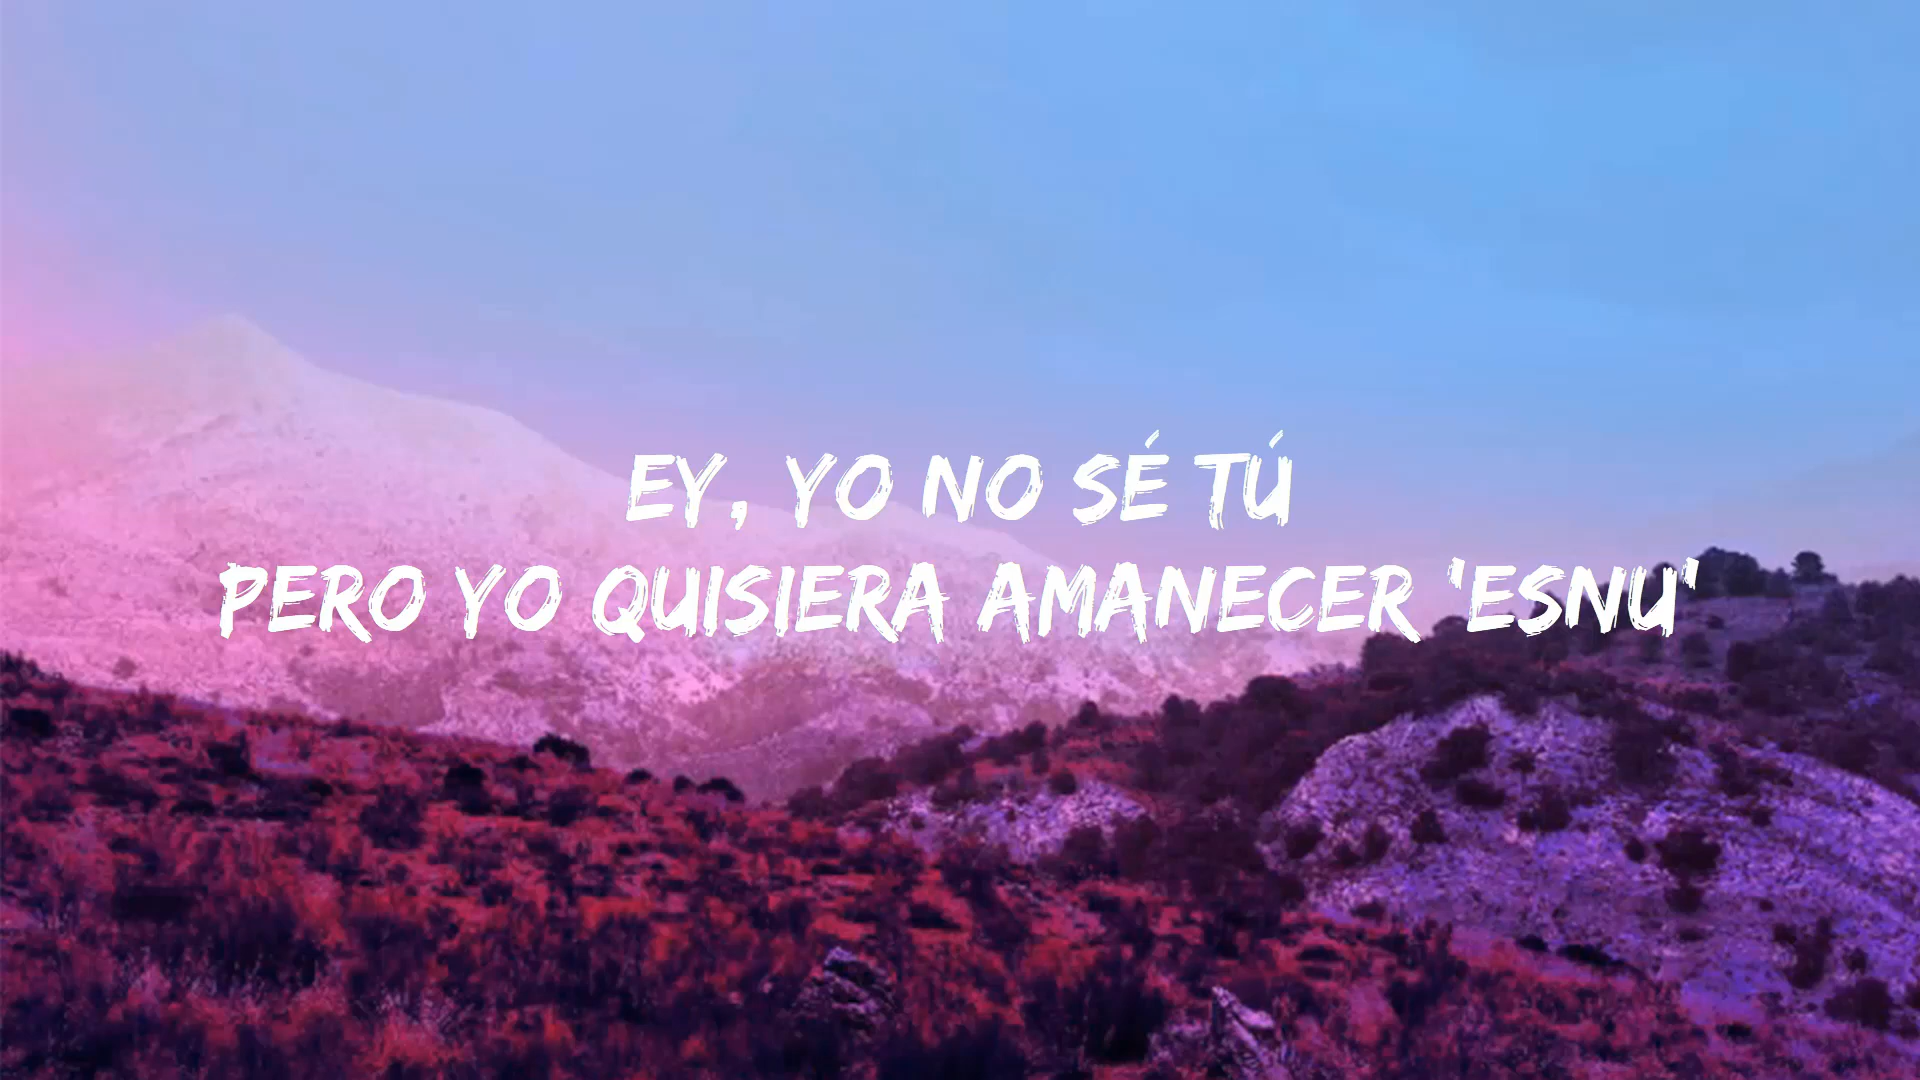 EY, YO NO SÉ TÚ
PERO YO QUISIERA AMANECER 'ESNU'